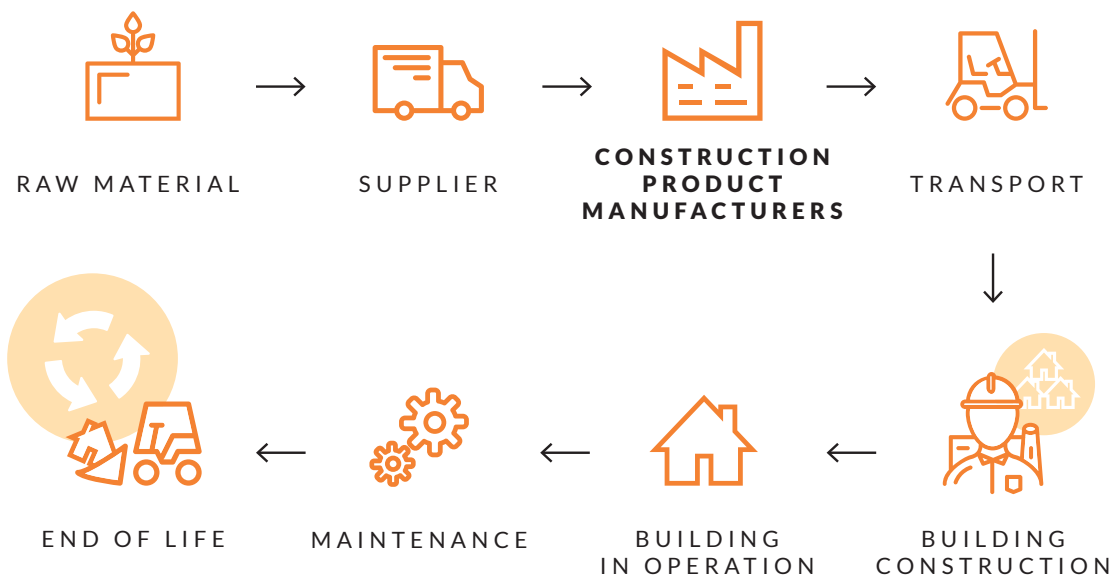 RAW MATERIAL
SUPPLIER
CONSTRUCTION
PRODUCT
MANUFACTURERS
TRANSPORT
BUILDING
CONSTRUCTION
BUILDING
IN OPERATION
MAINTENANCE
END OF LIFE